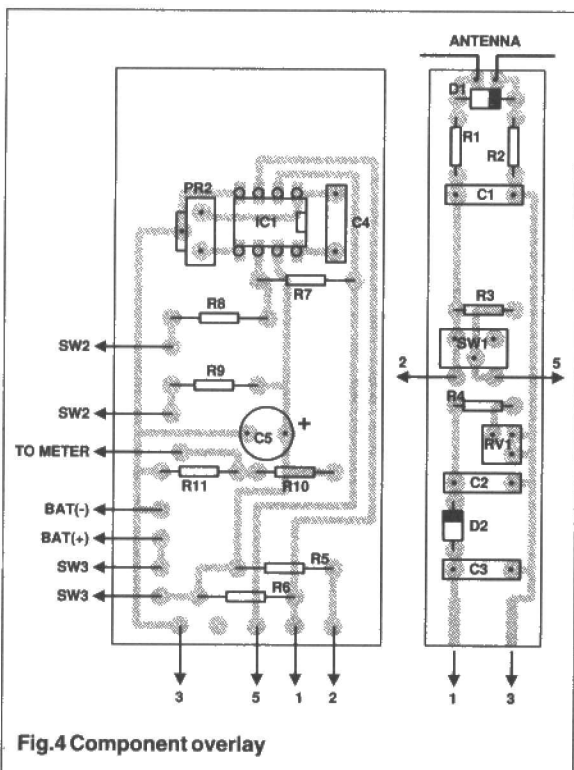 ANTENNA
D1
R1
R2
C1
PR2
IC1
C4
R7
R8
R3
SW2
SW1
2
5
R9
R4
SW2
+
C5
RV1
TO METER
R11
R10
C2
BAT(-)
D2
BAT(+)
SW3
R5
C3
SW3
R6
3
5
1
2
1
3
Fig.4 Component overlay